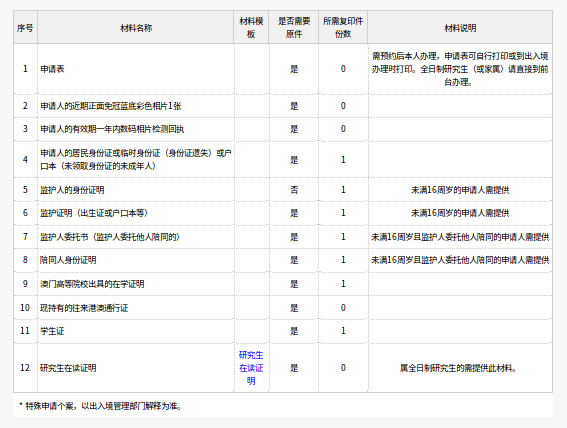 序号 材料名称 材料模板 是否需要原件 所需复印件份数 材料说明
1 申请表 是 0 需预约后本人办理，申请表可自行打印或到出入境办理时打印。全日制研究生（或家属）请直接到前台办理。
2 申请人的近期正面免冠蓝底彩色相片1张 是 0
3 申请人的有效期一年内数码相片检测回执 是 0
4 申请人的居民身份证或临时身份证（身份证遗失）或户口本（未领取身份证的未成年人） 是 1
5 监护人的身份证明 否 1 未满16周岁的申请人需提供
6 监护证明（出生证或户口本等） 是 1 未满16周岁的申请人需提供
7 监护人委托书（监护人委托他人陪同的） 是 1 未满16周岁且监护人委托他人陪同的申请人需提供
8 陪同人身份证明 是 1 未满16周岁且监护人委托他人陪同的申请人需提供
9 澳门高等院校出具的在学证明 是 1
10 现持有的往来港澳通行证 是 0
11 学生证 是 1
12 研究生在读证明 研究生在读证明 是 0 属全日制研究生的需提供此材料。
* 特殊申请个案，以出入境管理部门解释为准。